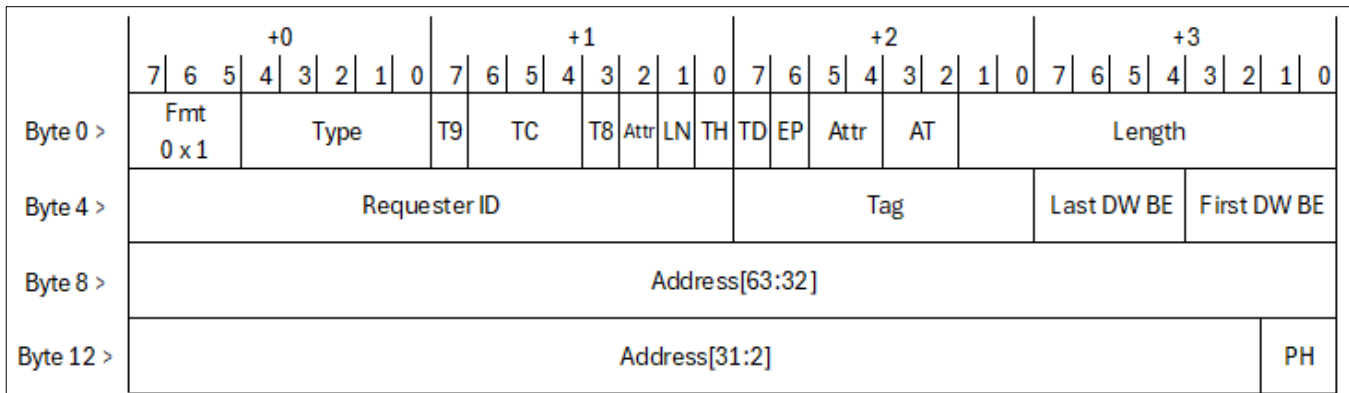 +0 +1 +2 +3
7 6 5 4 3 2 1 0 7 6 5 4 3 2 1 0 7 6 5 4 3 2 1 0 7 6 5 4 3 2 1 0
Byte 0 > Fmt 0 x 1 Type T9 TC T8 Attr LN TH TD EP Attr AT Length
Byte 4 > Requester ID Tag Last DW BE First DW BE
Byte 8 > Address[63:32]
Byte 12 > Address[31:2] PH